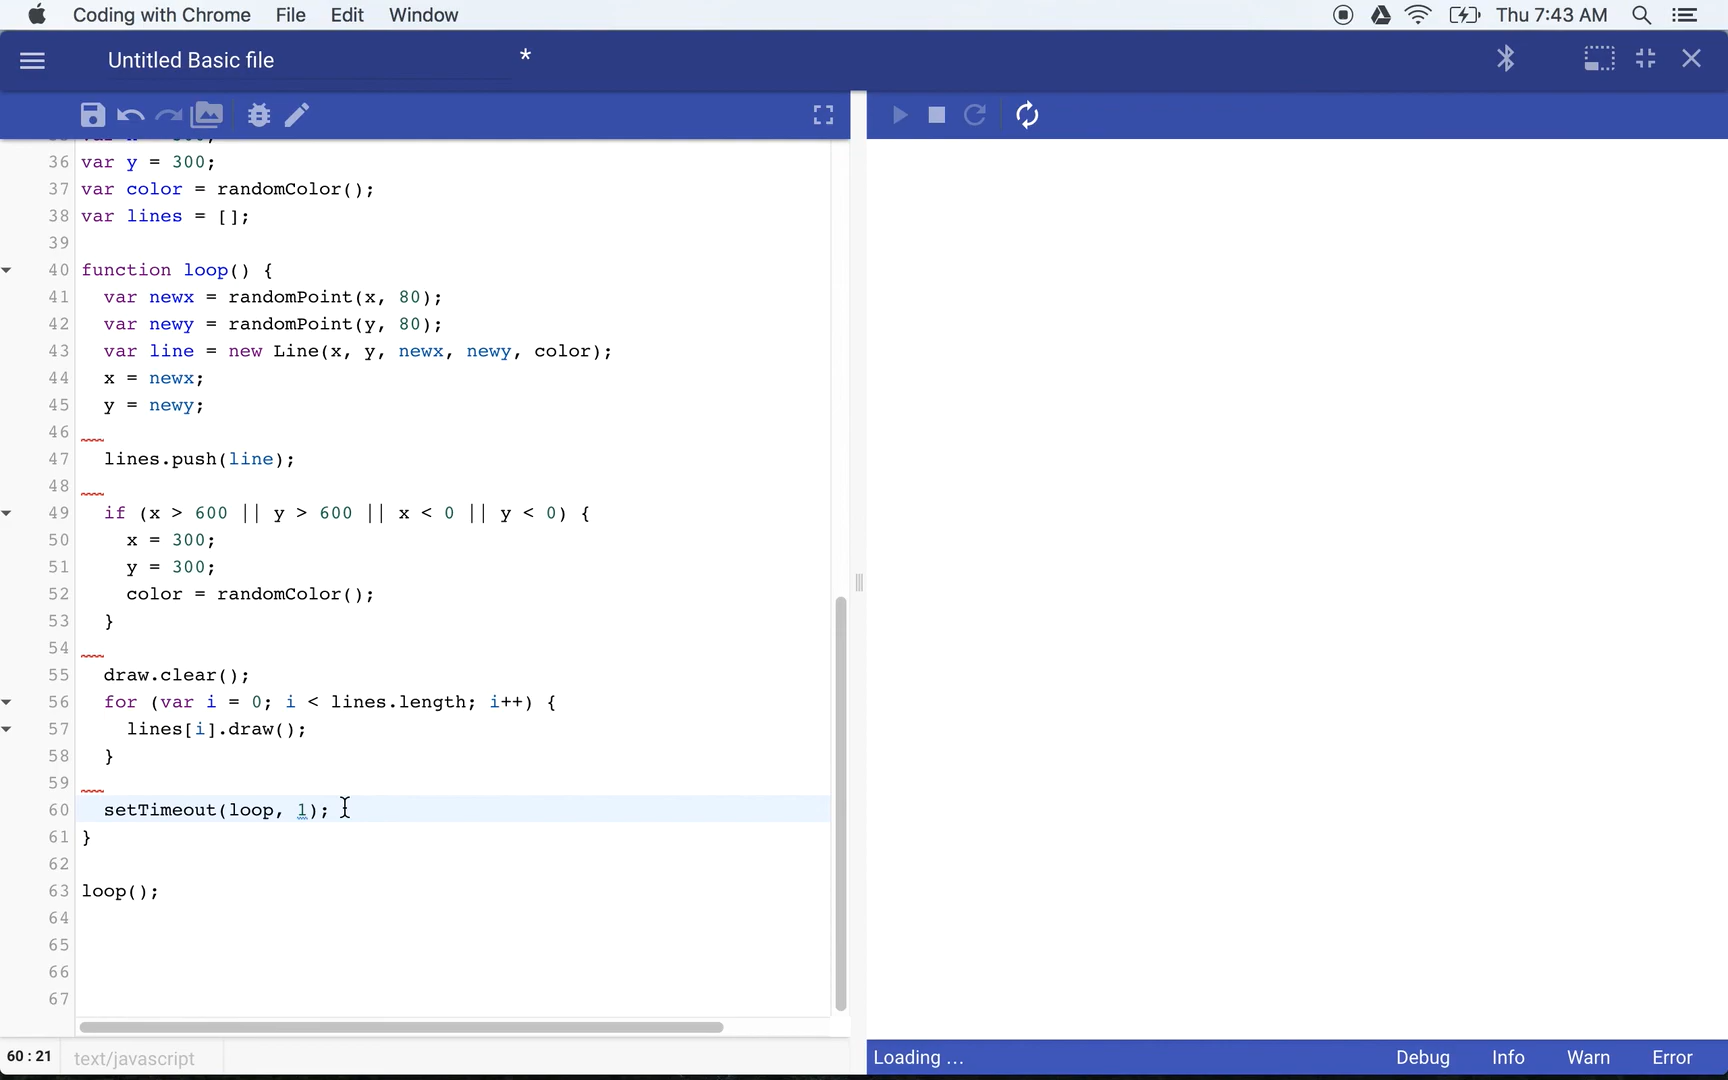 Coding with Chrome File Edit Window Thu 7:43 AM
Untitled Basic file *
36 var y = 300;
37 var color = randomColor();
38 var lines = [];
39
40 function loop() {
41 var newx = randomPoint(x, 80);
42 var newy = randomPoint(y, 80);
43 var line = new Line(x, y, newx, newy, color);
44 x = newx;
45 y = newy;
46
47 lines.push(line);
48
49 if (x > 600 || y > 600 || x < 0 || y < 0) {
50 x = 300;
51 y = 300;
52 color = randomColor();
53 }
54
55 draw.clear();
56 for (var i = 0; i < lines.length; i++) {
57 lines[i].draw();
58 }
59
60 setTimeout(loop, 1);
61 }
62
63 loop();
64
65
66
67
60 : 21 text/javascript Loading ... Debug Info Warn Error